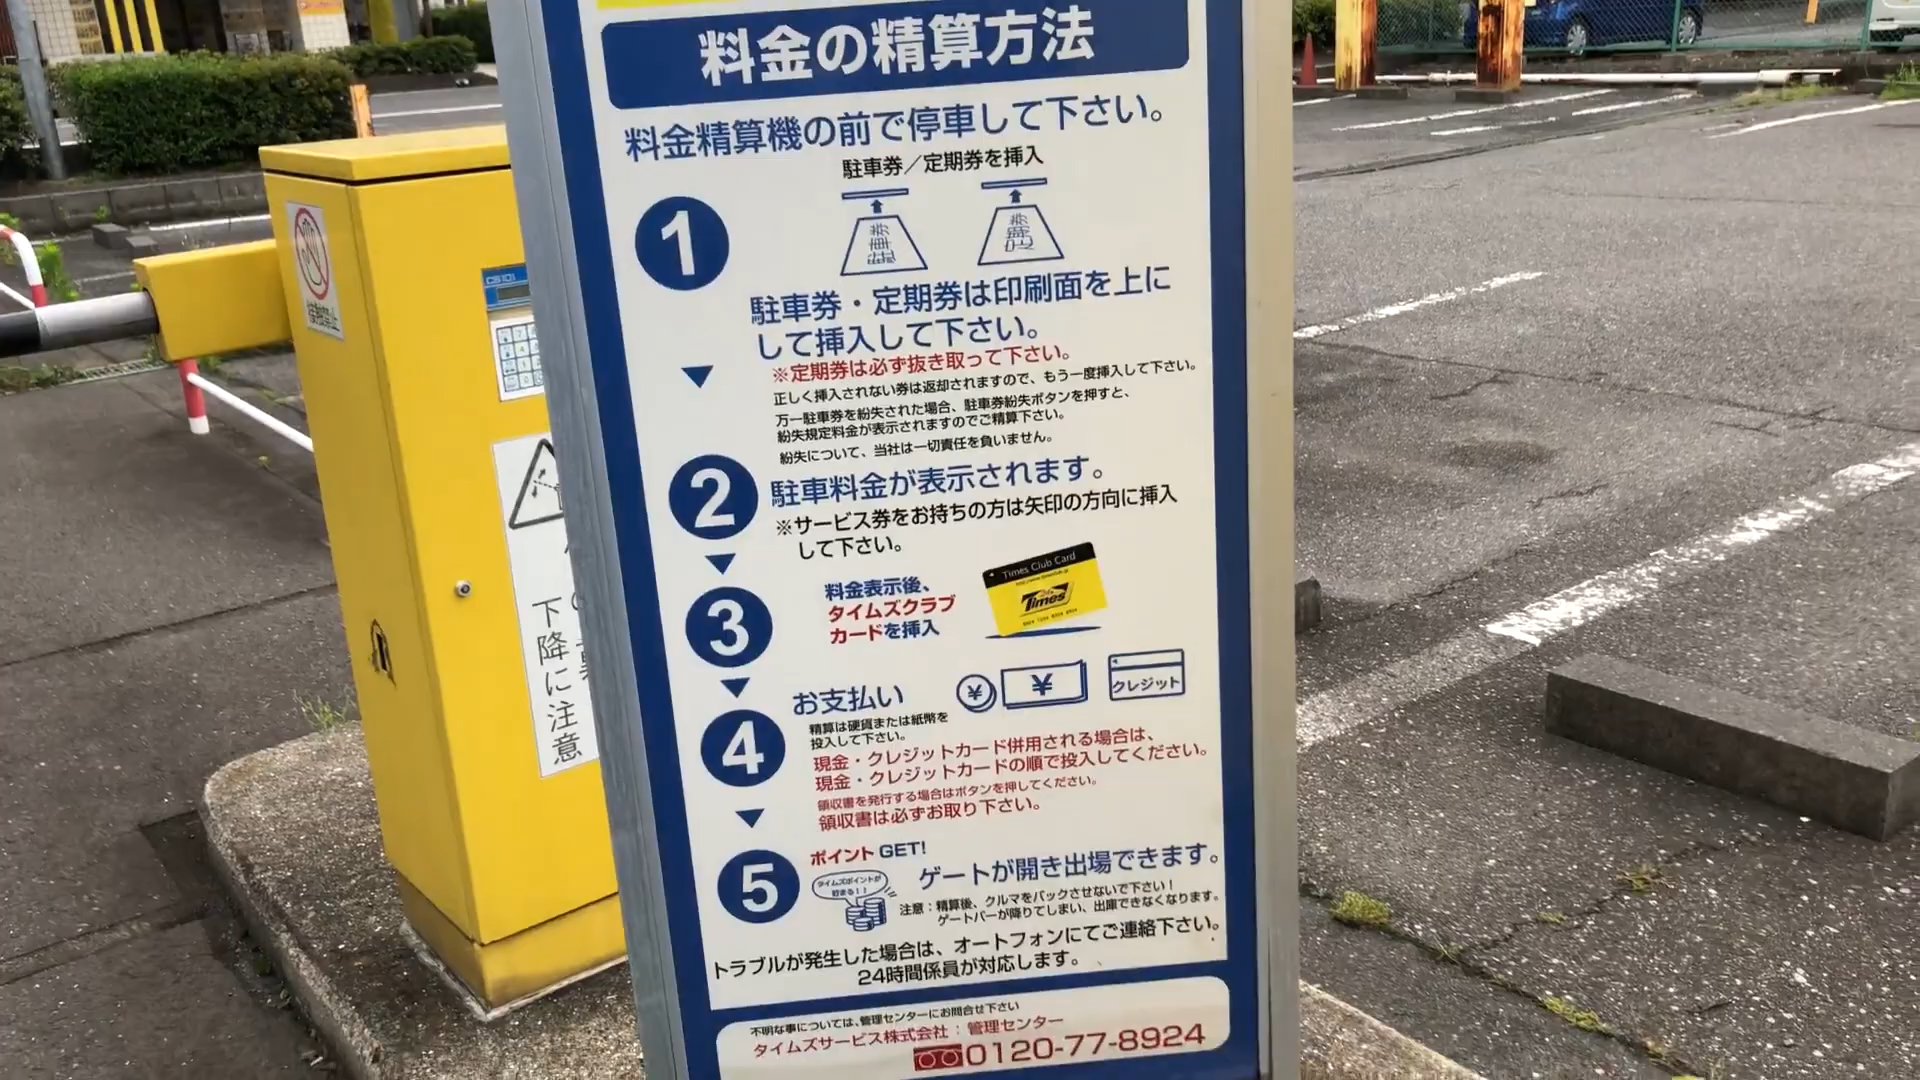 料金の精算方法
料金精算機の前で停車して下さい。
駐車券／定期券を挿入
1
駐車券
定期券
駐車券・定期券は印刷面を上に
して挿入して下さい。
※定期券は必ず抜き取って下さい。
正しく挿入されない券は返却されますので、もう一度挿入して下さい。
万一駐車券を紛失された場合、駐車券紛失ボタンを押すと、
紛失規定料金が表示されますのでご精算下さい。
紛失について、当社は一切責任を負いません。
2
駐車料金が表示されます。
※サービス券をお持ちの方は矢印の方向に挿入
して下さい。
3
料金表示後、
タイムズクラブ
カードを挿入
Times Club Card
Times
4
お支払い
¥
¥
クレジット
精算は硬貨または紙幣を
投入して下さい。
現金・クレジットカード併用される場合は、
現金・クレジットカードの順で投入してください。
領収書を発行する場合はボタンを押してください。
領収書は必ずお取り下さい。
5
ポイントGET!
タイムズポイントが
貯まる!!
ゲートが開き出場できます。
注意：精算後、クルマをバックさせないで下さい！
ゲートバーが降りてしまい、出庫できなくなります。
トラブルが発生した場合は、オートフォンにてご連絡下さい。
24時間係員が対応します。
不明な事については、管理センターにお問合せ下さい
タイムズサービス株式会社：管理センター
0120-77-8924
接触禁止
下降に注意